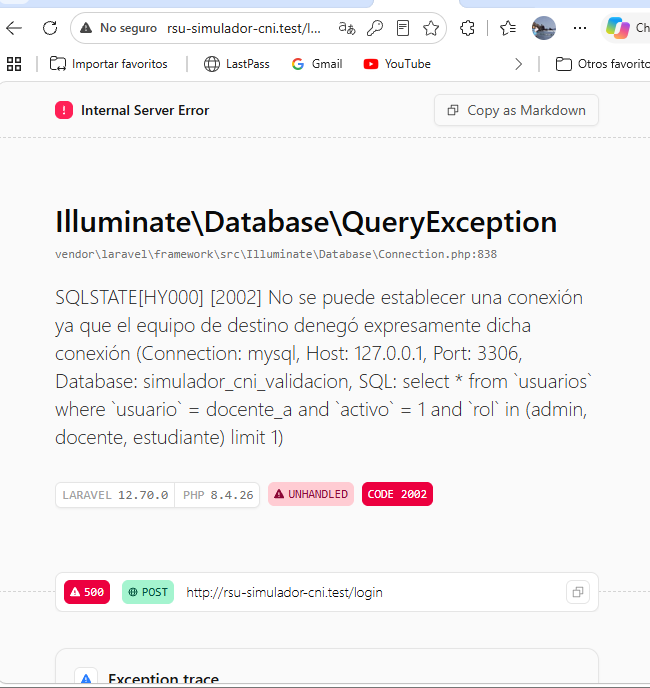 No seguro rsu-simulador-cni.test/l...
Ch
Importar favoritos LastPass Gmail YouTube Otros favorito
Internal Server Error Copy as Markdown
Illuminate\Database\QueryException
vendor\laravel\framework\src\Illuminate\Database\Connection.php:838
SQLSTATE[HY000] [2002] No se puede establecer una conexión
ya que el equipo de destino denegó expresamente dicha
conexión (Connection: mysql, Host: 127.0.0.1, Port: 3306,
Database: simulador_cni_validacion, SQL: select * from `usuarios`
where `usuario` = docente_a and `activo` = 1 and `rol` in (admin,
docente, estudiante) limit 1)
LARAVEL 12.70.0 PHP 8.4.26 UNHANDLED CODE 2002
500 POST http://rsu-simulador-cni.test/login
Exception trace